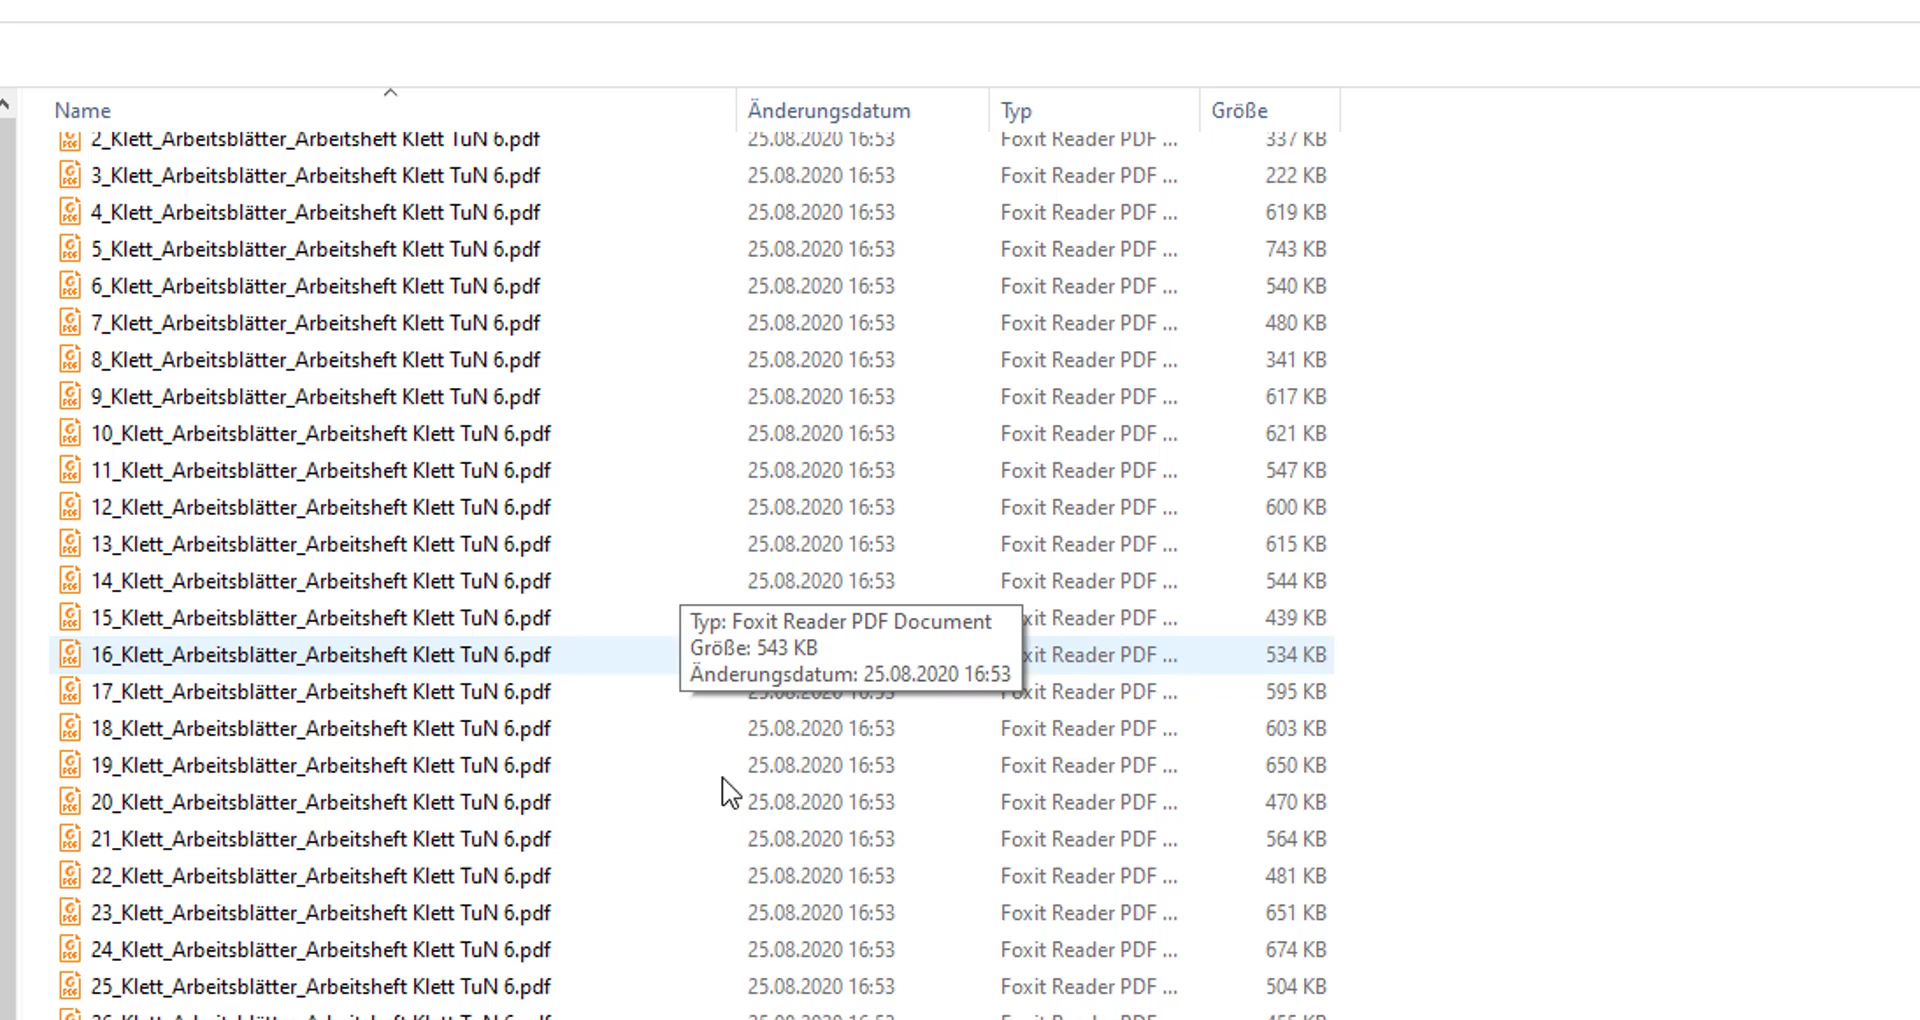 Name Änderungsdatum Typ Größe
2_Klett_Arbeitsblätter_Arbeitsheft Klett TuN 6.pdf 25.08.2020 16:53 Foxit Reader PDF ... 337 KB
3_Klett_Arbeitsblätter_Arbeitsheft Klett TuN 6.pdf 25.08.2020 16:53 Foxit Reader PDF ... 222 KB
4_Klett_Arbeitsblätter_Arbeitsheft Klett TuN 6.pdf 25.08.2020 16:53 Foxit Reader PDF ... 619 KB
5_Klett_Arbeitsblätter_Arbeitsheft Klett TuN 6.pdf 25.08.2020 16:53 Foxit Reader PDF ... 743 KB
6_Klett_Arbeitsblätter_Arbeitsheft Klett TuN 6.pdf 25.08.2020 16:53 Foxit Reader PDF ... 540 KB
7_Klett_Arbeitsblätter_Arbeitsheft Klett TuN 6.pdf 25.08.2020 16:53 Foxit Reader PDF ... 480 KB
8_Klett_Arbeitsblätter_Arbeitsheft Klett TuN 6.pdf 25.08.2020 16:53 Foxit Reader PDF ... 341 KB
9_Klett_Arbeitsblätter_Arbeitsheft Klett TuN 6.pdf 25.08.2020 16:53 Foxit Reader PDF ... 617 KB
10_Klett_Arbeitsblätter_Arbeitsheft Klett TuN 6.pdf 25.08.2020 16:53 Foxit Reader PDF ... 621 KB
11_Klett_Arbeitsblätter_Arbeitsheft Klett TuN 6.pdf 25.08.2020 16:53 Foxit Reader PDF ... 547 KB
12_Klett_Arbeitsblätter_Arbeitsheft Klett TuN 6.pdf 25.08.2020 16:53 Foxit Reader PDF ... 600 KB
13_Klett_Arbeitsblätter_Arbeitsheft Klett TuN 6.pdf 25.08.2020 16:53 Foxit Reader PDF ... 615 KB
14_Klett_Arbeitsblätter_Arbeitsheft Klett TuN 6.pdf 25.08.2020 16:53 Foxit Reader PDF ... 544 KB
15_Klett_Arbeitsblätter_Arbeitsheft Klett TuN 6.pdf Reader PDF ... 439 KB
Typ: Foxit Reader PDF Document
Größe: 543 KB
Änderungsdatum: 25.08.2020 16:53
16_Klett_Arbeitsblätter_Arbeitsheft Klett TuN 6.pdf Reader PDF ... 534 KB
17_Klett_Arbeitsblätter_Arbeitsheft Klett TuN 6.pdf 25.08.2020 16:53 Foxit Reader PDF ... 595 KB
18_Klett_Arbeitsblätter_Arbeitsheft Klett TuN 6.pdf 25.08.2020 16:53 Foxit Reader PDF ... 603 KB
19_Klett_Arbeitsblätter_Arbeitsheft Klett TuN 6.pdf 25.08.2020 16:53 Foxit Reader PDF ... 650 KB
20_Klett_Arbeitsblätter_Arbeitsheft Klett TuN 6.pdf 25.08.2020 16:53 Foxit Reader PDF ... 470 KB
21_Klett_Arbeitsblätter_Arbeitsheft Klett TuN 6.pdf 25.08.2020 16:53 Foxit Reader PDF ... 564 KB
22_Klett_Arbeitsblätter_Arbeitsheft Klett TuN 6.pdf 25.08.2020 16:53 Foxit Reader PDF ... 481 KB
23_Klett_Arbeitsblätter_Arbeitsheft Klett TuN 6.pdf 25.08.2020 16:53 Foxit Reader PDF ... 651 KB
24_Klett_Arbeitsblätter_Arbeitsheft Klett TuN 6.pdf 25.08.2020 16:53 Foxit Reader PDF ... 674 KB
25_Klett_Arbeitsblätter_Arbeitsheft Klett TuN 6.pdf 25.08.2020 16:53 Foxit Reader PDF ... 504 KB